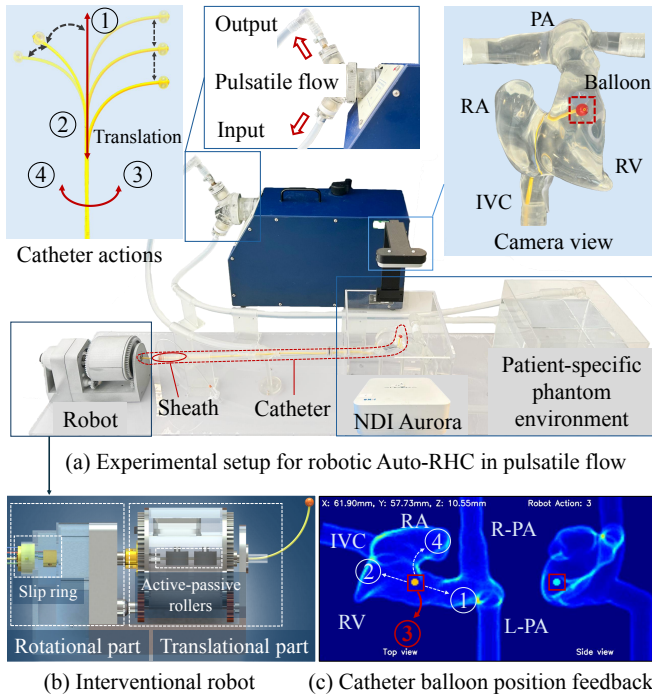 ①
②
Translation
④
③
Catheter actions
Output
Pulsatile flow
Input
PA
Balloon
RA
RV
IVC
Camera view
Robot
Sheath
Catheter
NDI Aurora
Patient-specific
phantom
environment
(a) Experimental setup for robotic Auto-RHC in pulsatile flow
Slip ring
Active-passive
rollers
Rotational part
Translational part
(b) Interventional robot
X: 61.90mm, Y: 57.73mm, Z: 10.55mm
Robot Action: 3
RA
R-PA
IVC
④
②
①
RV
③
L-PA
Top view
Side view
(c) Catheter balloon position feedback